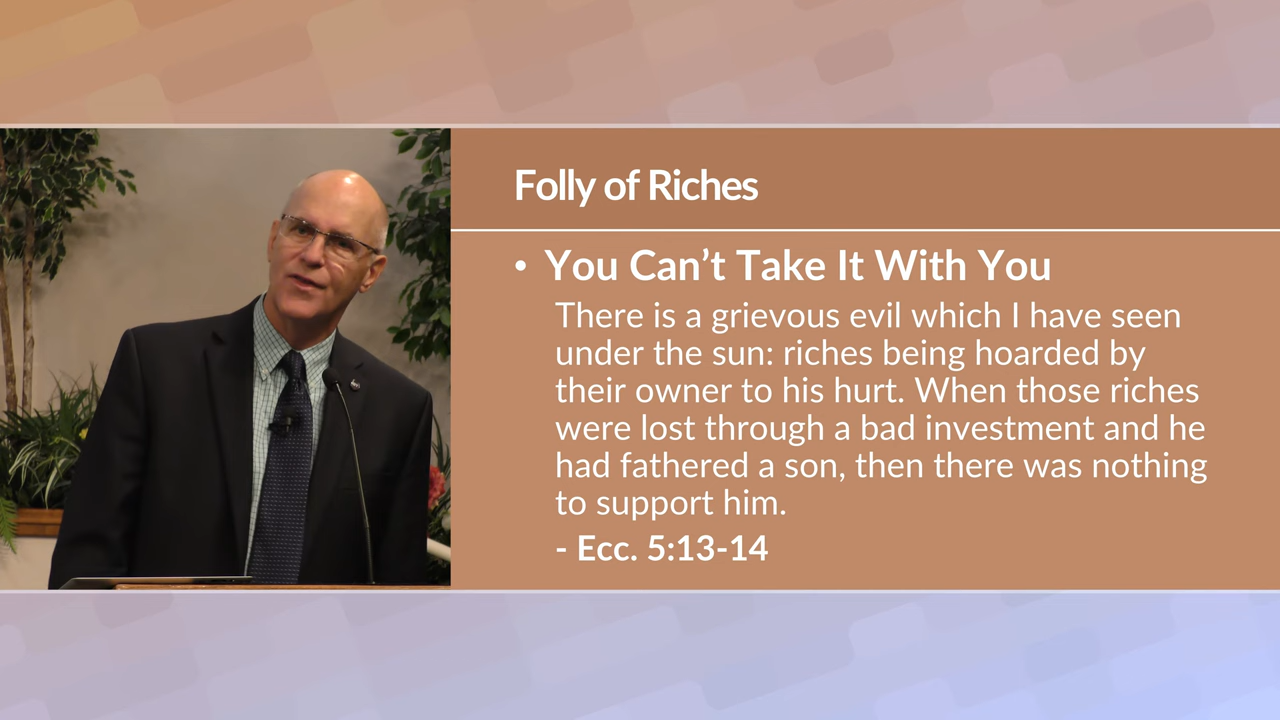 Folly of Riches
• You Can’t Take It With You
There is a grievous evil which I have seen
under the sun: riches being hoarded by
their owner to his hurt. When those riches
were lost through a bad investment and he
had fathered a son, then there was nothing
to support him.
- Ecc. 5:13-14